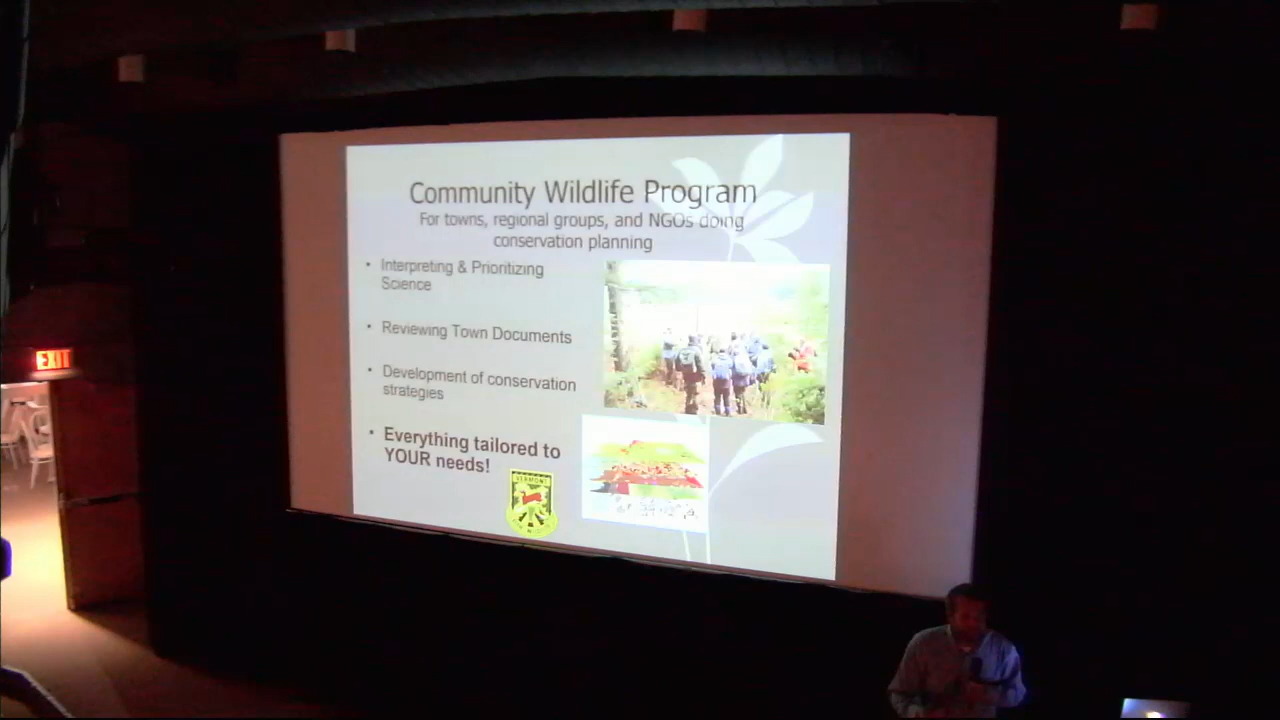 Community Wildlife Program
For towns, regional groups, and NGOs doing
conservation planning
• Interpreting & Prioritizing
Science
• Reviewing Town Documents
• Development of conservation
strategies
• Everything tailored to
YOUR needs!
VERMONT
EXIT